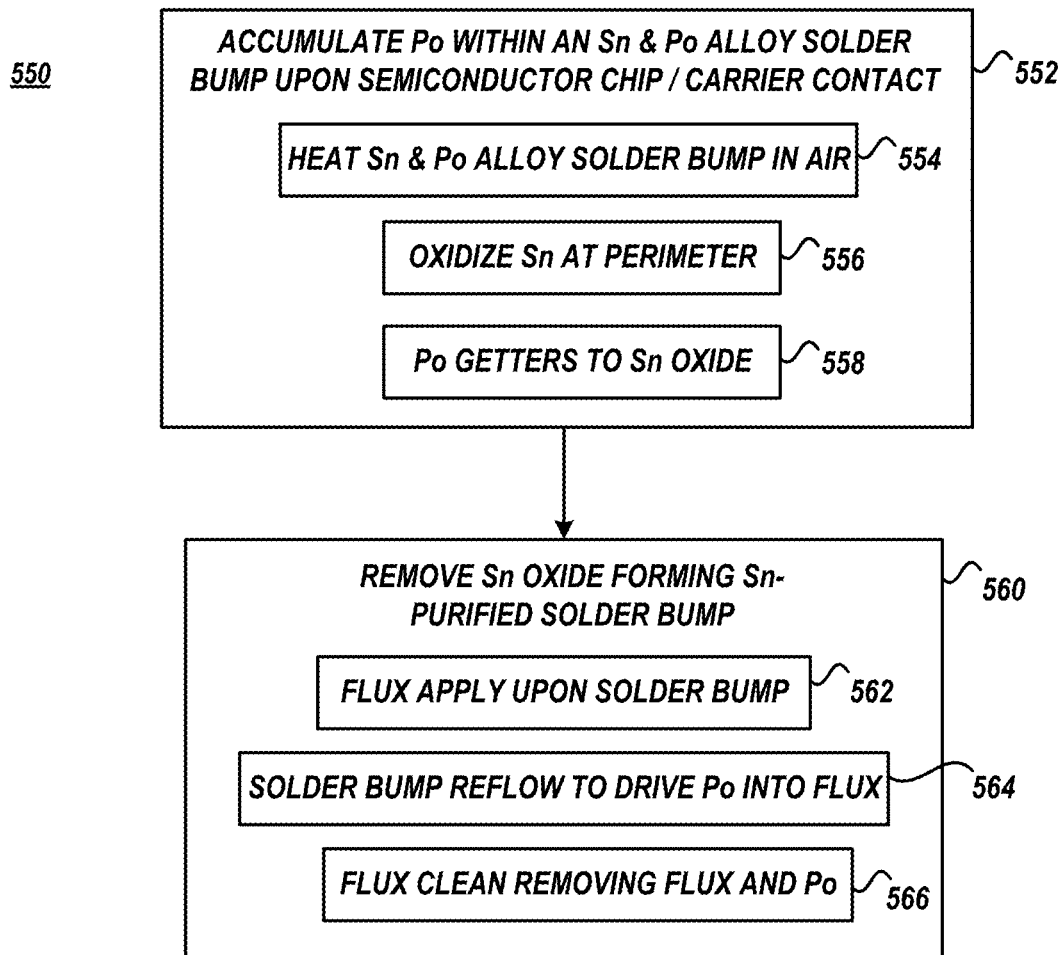 550
ACCUMULATE Po WITHIN AN Sn & Po ALLOY SOLDER
BUMP UPON SEMICONDUCTOR CHIP / CARRIER CONTACT
552
HEAT Sn & Po ALLOY SOLDER BUMP IN AIR
554
OXIDIZE Sn AT PERIMETER
556
Po GETTERS TO Sn OXIDE
558
REMOVE Sn OXIDE FORMING Sn-
PURIFIED SOLDER BUMP
560
FLUX APPLY UPON SOLDER BUMP
562
SOLDER BUMP REFLOW TO DRIVE Po INTO FLUX
564
FLUX CLEAN REMOVING FLUX AND Po
566